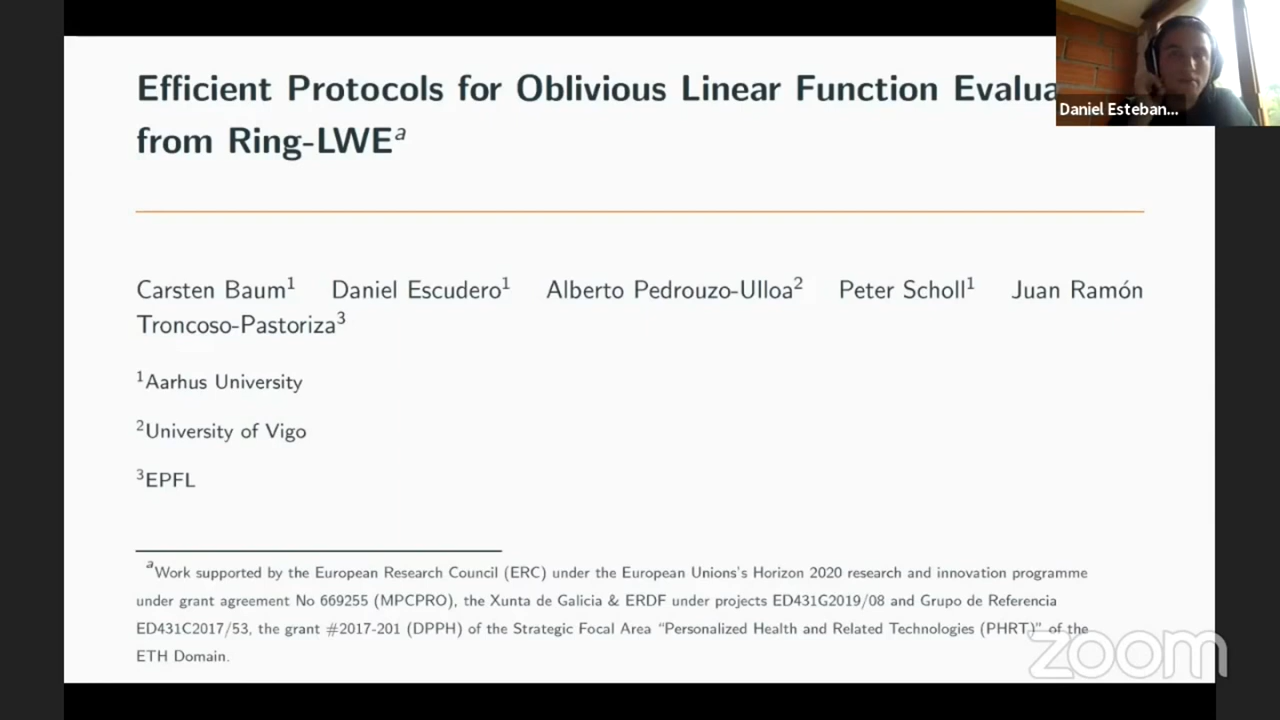 Efficient Protocols for Oblivious Linear Function Evalua
from Ring-LWEᵃ
Daniel Esteban...
Carsten Baum¹ Daniel Escudero¹ Alberto Pedrouzo-Ulloa² Peter Scholl¹ Juan Ramón
Troncoso-Pastoriza³
¹Aarhus University
²University of Vigo
³EPFL
ᵃWork supported by the European Research Council (ERC) under the European Unions's Horizon 2020 research and innovation programme
under grant agreement No 669255 (MPCPRO), the Xunta de Galicia & ERDF under projects ED431G2019/08 and Grupo de Referencia
ED431C2017/53, the grant #2017-201 (DPPH) of the Strategic Focal Area “Personalized Health and Related Technologies (PHRT)” of the
ETH Domain.
zoom